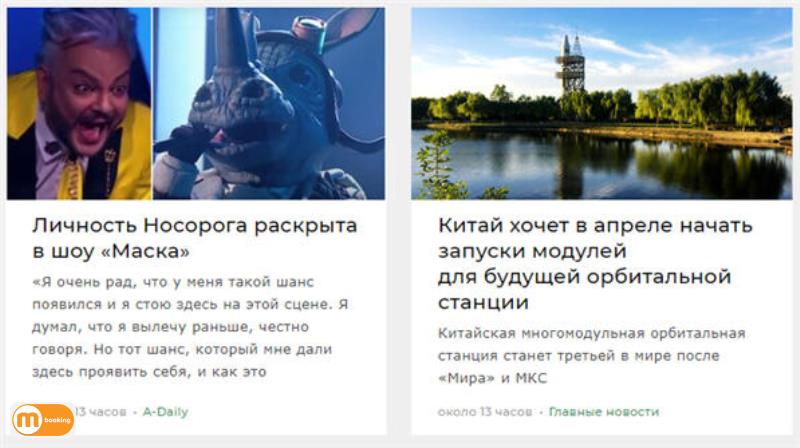 Личность Носорога раскрыта
в шоу «Маска»
«Я очень рад, что у меня такой шанс
появился и я стою здесь на этой сцене. Я
думал, что я вылечу раньше, честно
говоря. Но тот шанс, который мне дали
здесь проявить себя, и как это
13 часов · A-Daily
m booking
Китай хочет в апреле начать
запуски модулей
для будущей орбитальной
станции
Китайская многомодульная орбитальная
станция станет третьей в мире после
«Мира» и МКС
около 13 часов · Главные новости